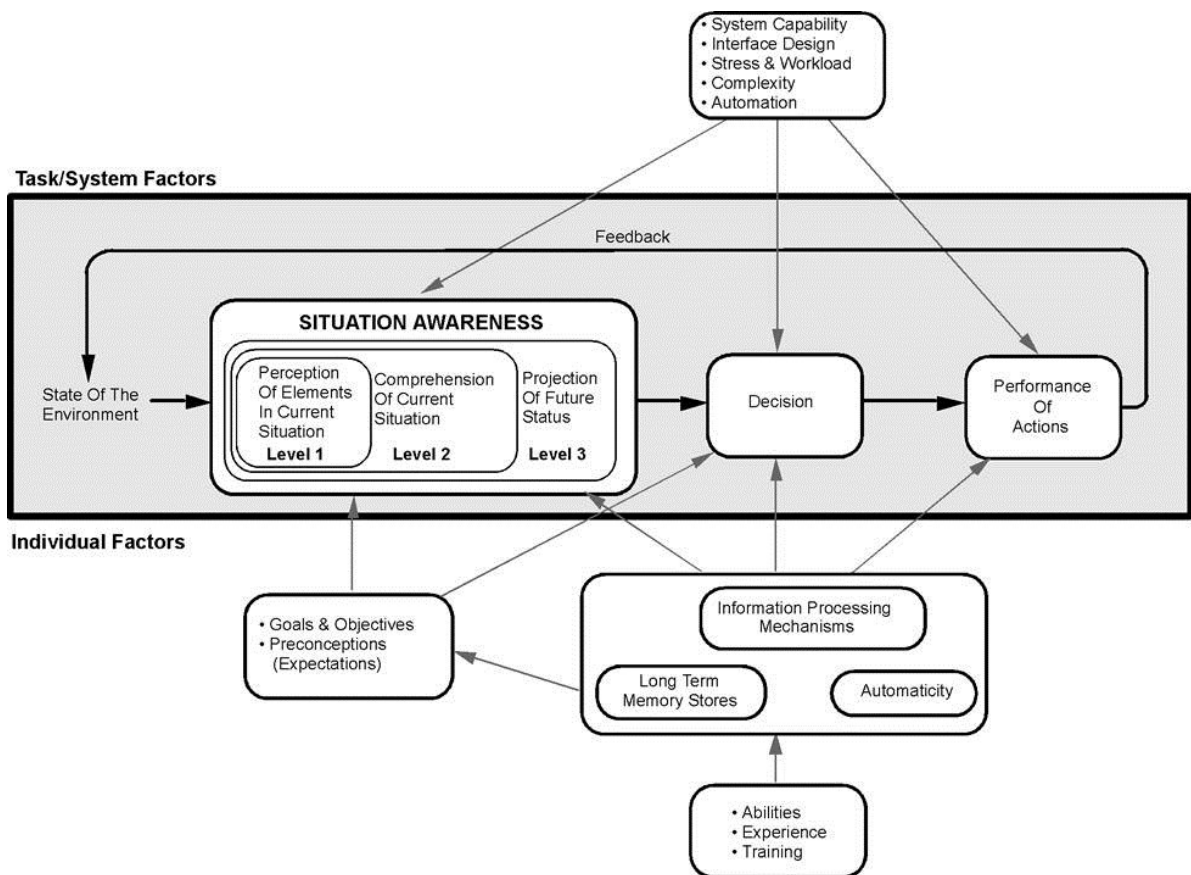 • System Capability
• Interface Design
• Stress & Workload
• Complexity
• Automation
Task/System Factors
Feedback
SITUATION AWARENESS
Perception
Of Elements
In Current
Situation
Level 1
Comprehension
Of Current
Situation
Level 2
Projection
Of Future
Status
Level 3
State Of The
Environment
Decision
Performance
Of
Actions
Individual Factors
• Goals & Objectives
• Preconceptions
(Expectations)
Information Processing
Mechanisms
Long Term
Memory Stores
Automaticity
• Abilities
• Experience
• Training